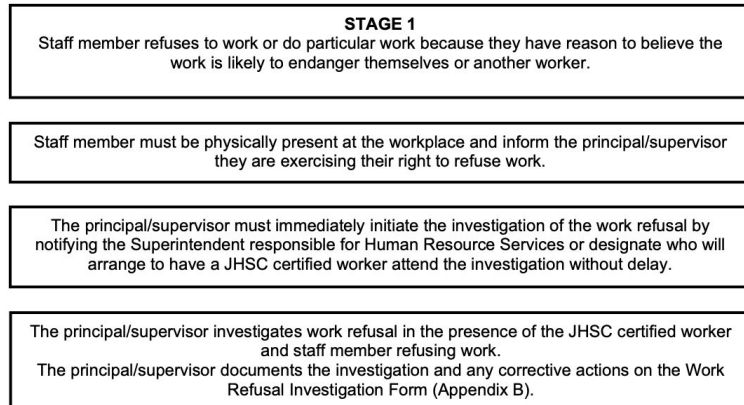 STAGE 1
Staff member refuses to work or do particular work because they have reason to believe the
work is likely to endanger themselves or another worker.
Staff member must be physically present at the workplace and inform the principal/supervisor
they are exercising their right to refuse work.
The principal/supervisor must immediately initiate the investigation of the work refusal by
notifying the Superintendent responsible for Human Resource Services or designate who will
arrange to have a JHSC certified worker attend the investigation without delay.
The principal/supervisor investigates work refusal in the presence of the JHSC certified worker
and staff member refusing work.
The principal/supervisor documents the investigation and any corrective actions on the Work
Refusal Investigation Form (Appendix B).